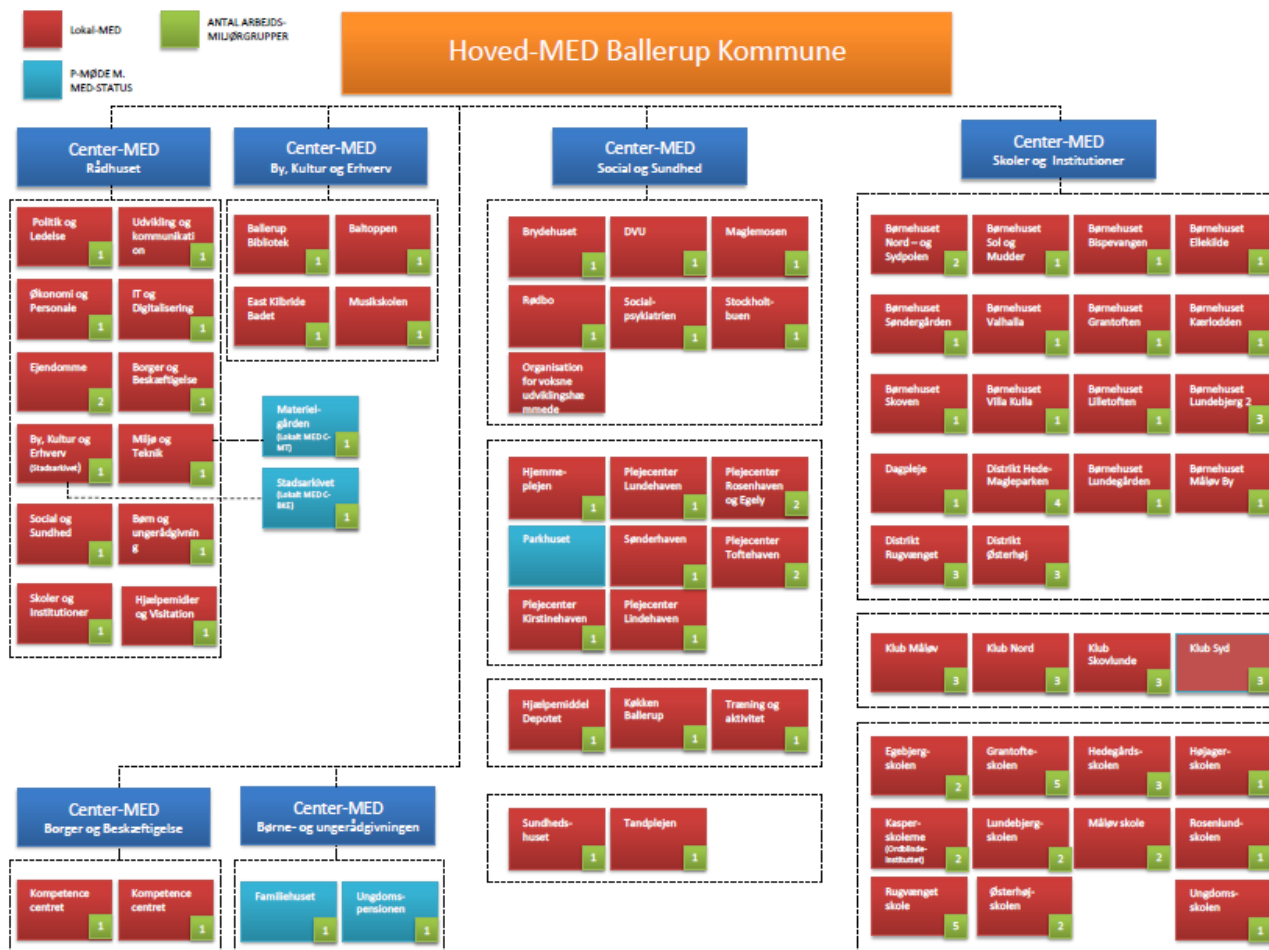 Lokal-MED
ANTAL ARBEJDS-
MILJØRGRUPPER
P-MØDE M.
MED-STATUS
Hoved-MED Ballerup Kommune
Center-MED
Rådhuset
Center-MED
By, Kultur og Erhverv
Center-MED
Social og Sundhed
Center-MED
Skoler og Institutioner
Politik og
Ledelse
1
Udvikling og
kommunikati
on
1
Økonomi og
Personale
1
IT og
Digitalisering
1
Ejendomme
2
Borger og
Beskæftigelse
1
By, Kultur og
Erhverv
(Stadsarkivet)
1
Miljø og
Teknik
1
Social og
Sundhed
1
Børn og
ungerådgivnin
g
1
Skoler og
Institutioner
1
Hjælpemidler
og Visitation
1
Ballerup
Bibliotek
1
Baltoppen
1
East Kilbride
Badet
1
Musikskolen
1
Materiel-
gården
(Lokalt MED C-
MT)
1
Stadsarkivet
(Lokalt MED C-
BKE)
1
Brydehuset
1
DVU
1
Maglemosen
1
Rødbo
1
Social-
psykiatrien
1
Stockholt-
buen
1
Organisation
for voksne
udviklingshæ
mmede
Hjemme-
plejen
1
Plejecenter
Lundehaven
1
Plejecenter
Rosenhaven
og Egely
2
Parkhuset
Sønderhaven
1
Plejecenter
Toftehaven
2
Plejecenter
Kirstinehaven
1
Plejecenter
Lindehaven
1
Hjælpemiddel
Depotet
1
Køkken
Ballerup
1
Træning og
aktivitet
1
Sundheds-
huset
1
Tandplejen
1
Børnehuset
Nord – og
Sydpolen
2
Børnehuset
Sol og
Mudder
1
Børnehuset
Bispevangen
1
Børnehuset
Ellekilde
1
Børnehuset
Søndergården
1
Børnehuset
Valhalla
1
Børnehuset
Grantoften
1
Børnehuset
Kærlodden
1
Børnehuset
Skoven
1
Børnehuset
Villa Kulla
1
Børnehuset
Lilletoften
1
Børnehuset
Lundebjerg 2
3
Dagpleje
1
Distrikt Hede-
Magleparken
4
Børnehuset
Lundegården
1
Børnehuset
Måløv By
1
Distrikt
Rugvænget
3
Distrikt
Østerhøj
3
Klub Måløv
3
Klub Nord
3
Klub
Skovlunde
3
Klub Syd
3
Egebjerg-
skolen
2
Grantofte-
skolen
5
Hedegårds-
skolen
3
Højager-
skolen
1
Kasper-
skolerne
(Ordblinde-
instituttet)
2
Lundebjerg-
skolen
2
Måløv skole
2
Rosenlund-
skolen
1
Rugvænget
skole
5
Østerhøj-
skolen
2
Ungdoms-
skolen
1
Center-MED
Borger og Beskæftigelse
Center-MED
Børne- og ungerådgivningen
Kompetence
centret
1
Kompetence
centret
1
Familiehuset
1
Ungdoms-
pensionen
1